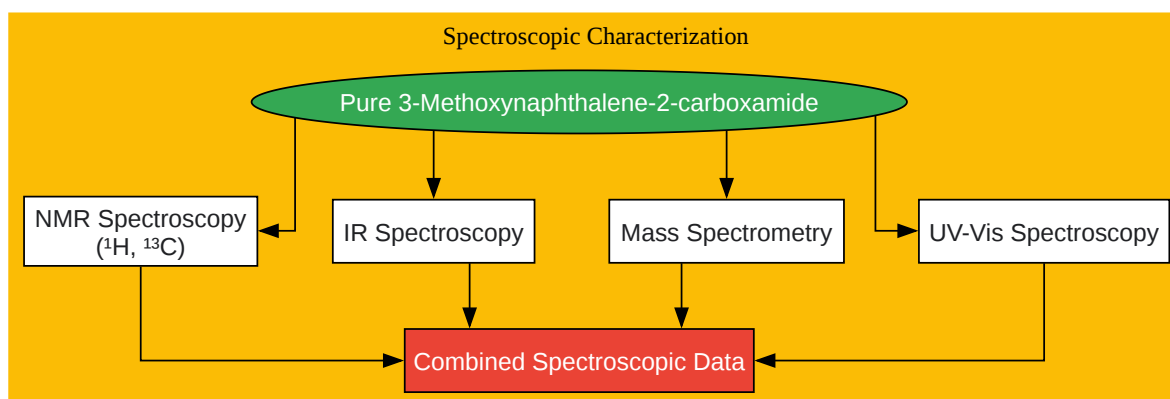 Spectroscopic Characterization
Pure 3-Methoxynaphthalene-2-carboxamide
NMR Spectroscopy
(¹H, ¹³C)
IR Spectroscopy
Mass Spectrometry
UV-Vis Spectroscopy
Combined Spectroscopic Data